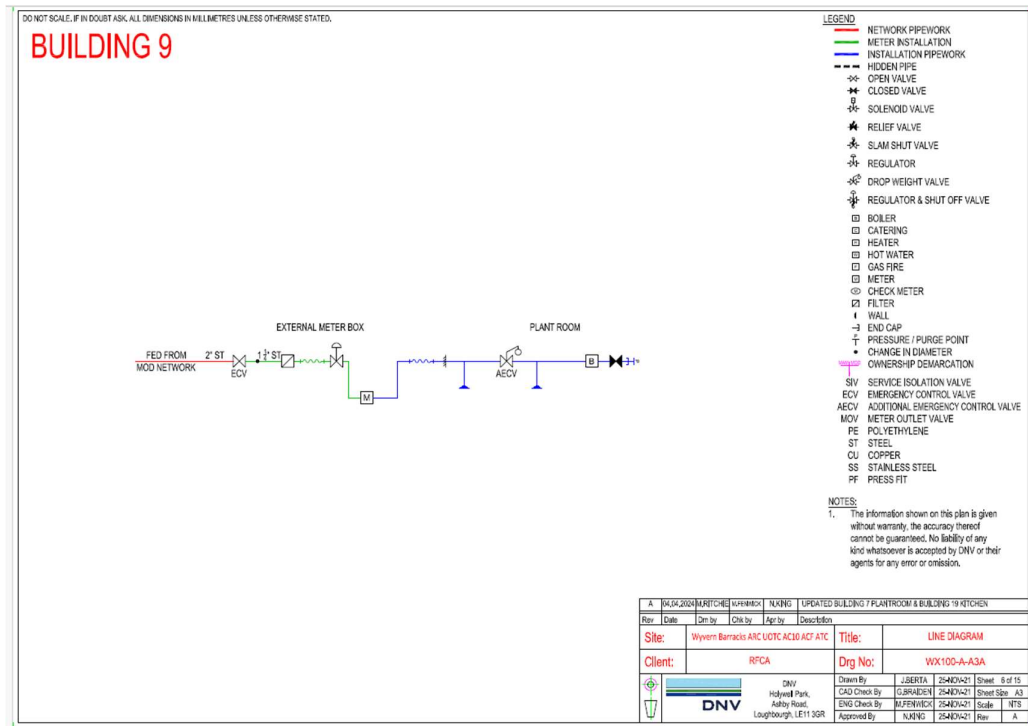 DO NOT SCALE. IF IN DOUBT ASK. ALL DIMENSIONS IN MILLIMETRES UNLESS OTHERWISE STATED.
BUILDING 9
LEGEND
NETWORK PIPEWORK
METER INSTALLATION
INSTALLATION PIPEWORK
HIDDEN PIPE
OPEN VALVE
CLOSED VALVE
SOLENOID VALVE
RELIEF VALVE
SLAM SHUT VALVE
REGULATOR
DROP WEIGHT VALVE
REGULATOR & SHUT OFF VALVE
B BOILER
CATERING
HEATER
HOT WATER
GAS FIRE
METER
CHECK METER
FILTER
WALL
END CAP
PRESSURE / PURGE POINT
CHANGE IN DIAMETER
OWNERSHIP DEMARCATION
SIV SERVICE ISOLATION VALVE
ECV EMERGENCY CONTROL VALVE
AECV ADDITIONAL EMERGENCY CONTROL VALVE
MOV METER OUTLET VALVE
PE POLYETHYLENE
ST STEEL
CU COPPER
SS STAINLESS STEEL
PF PRESS FIT
EXTERNAL METER BOX
PLANT ROOM
FED FROM 2" ST
MOD NETWORK
ECV
ST
M
AECV
B
NOTES:
1. The information shown on this plan is given
without warranty, the accuracy thereof
cannot be guaranteed. No liability of any
kind whatsoever is accepted by DNV or their
agents for any error or omission.
A 04.04.2024 M.RITCHIE M.FENWICK N.KING UPDATED BUILDING 7 PLANTROOM & BUILDING 19 KITCHEN
Rev Date Drn by Chk by Apr by Description
Site: Wyvern Barracks ARC UOTC AC10 ACF ATC Title: LINE DIAGRAM
Client: RFCA Drg No: WX100-A-A3A
DNV
DNV
Holywell Park,
Ashby Road,
Loughbourgh, LE11 3GR
Drawn By J.BERTA 25-NOV-21 Sheet 6 of 15
CAD Check By G.BRAIDEN 25-NOV-21 Sheet Size A3
ENG Check By M.FENWICK 25-NOV-21 Scale NTS
Approved By N.KING 25-NOV-21 Rev A